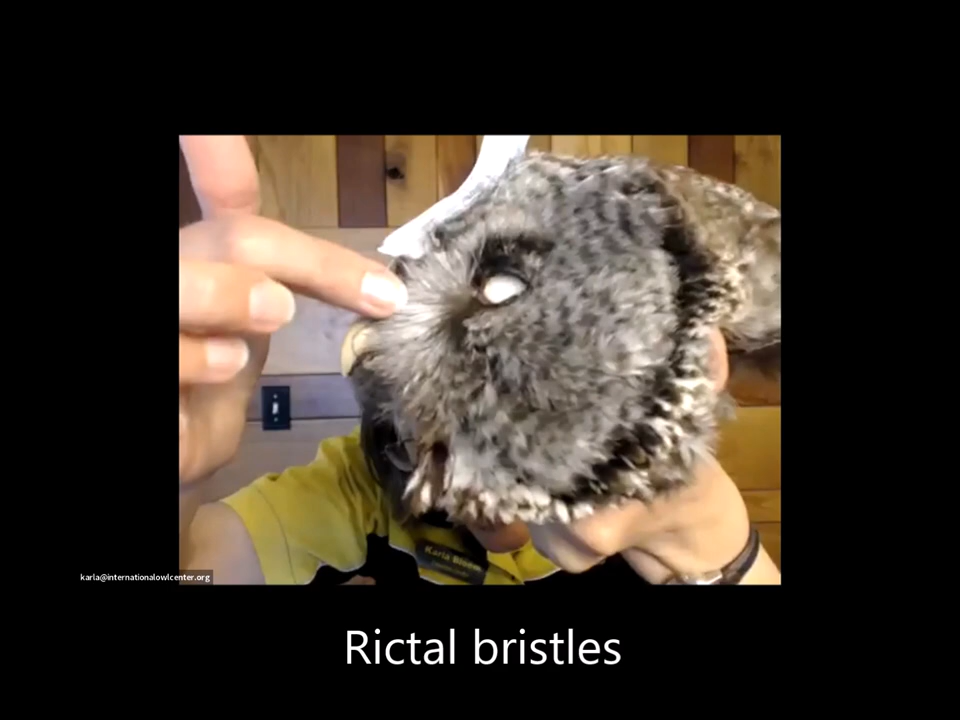 Karla Bloem
karla@internationalowlcenter.org
Rictal bristles